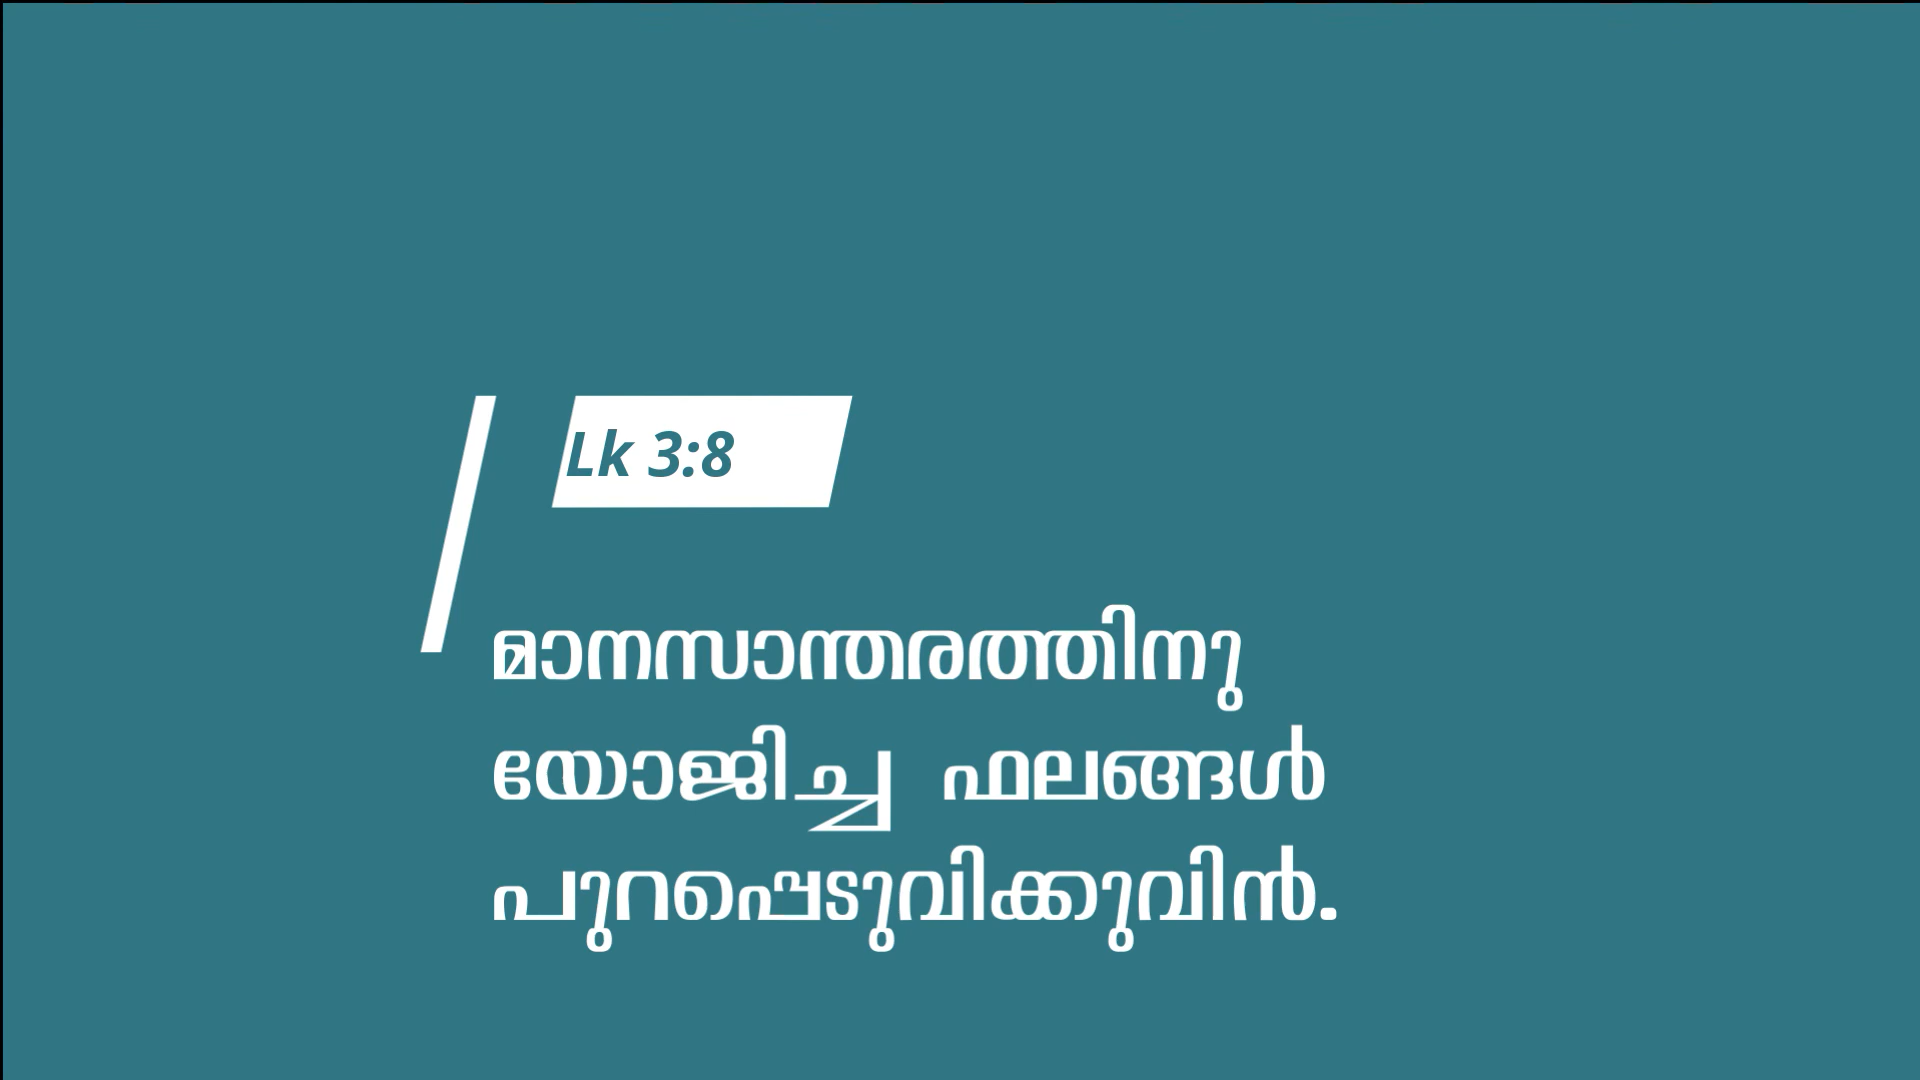 Lk 3:8
മാനസാന്തരത്തിനു
യോജിച്ച ഫലങ്ങൾ
പുറപ്പെടുവിക്കുവിൻ.